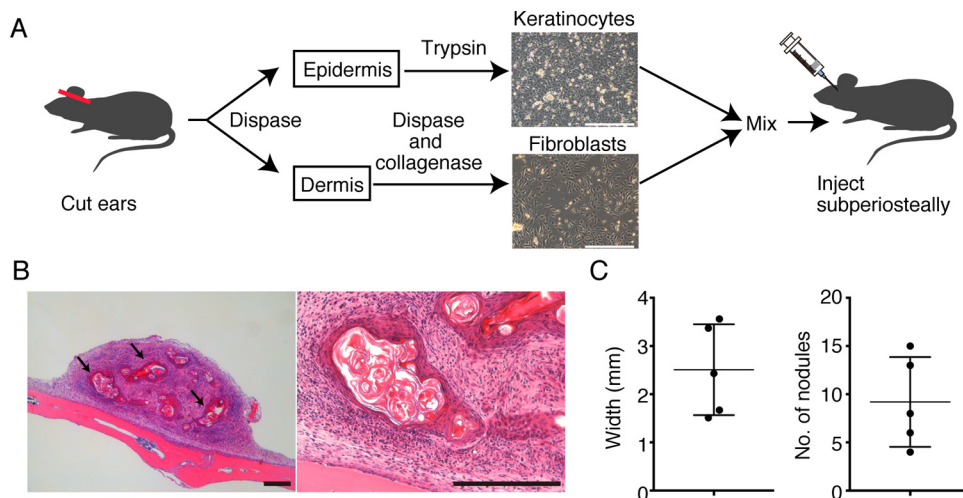 A
Cut ears
Dispase
Epidermis
Trypsin
Keratinocytes
Dermis
Dispase
and
collagenase
Fibroblasts
Mix
Inject
subperiosteally
B
C
Width (mm)
4
3
2
1
0
No. of nodules
20
15
10
5
0